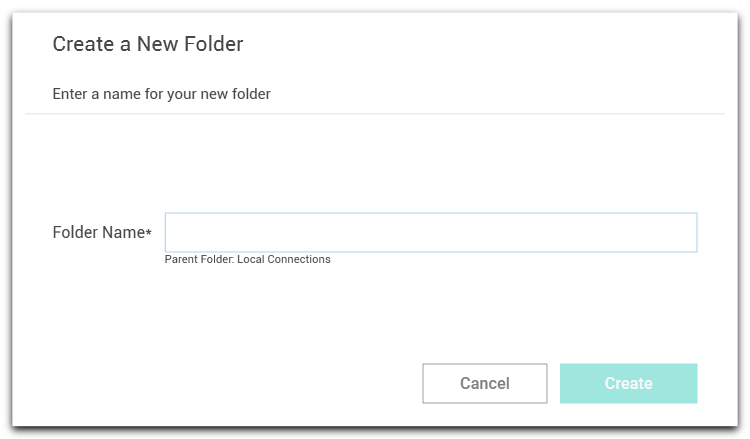 Create a New Folder
Enter a name for your new folder
Folder Name*
Parent Folder: Local Connections
Cancel Create